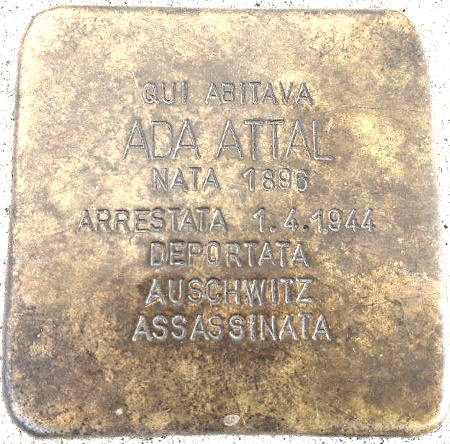 QUI ABITAVA
ADA ATTAL
NATA 1896
ARRESTATA 1.4.1944
DEPORTATA
AUSCHWITZ
ASSASSINATA